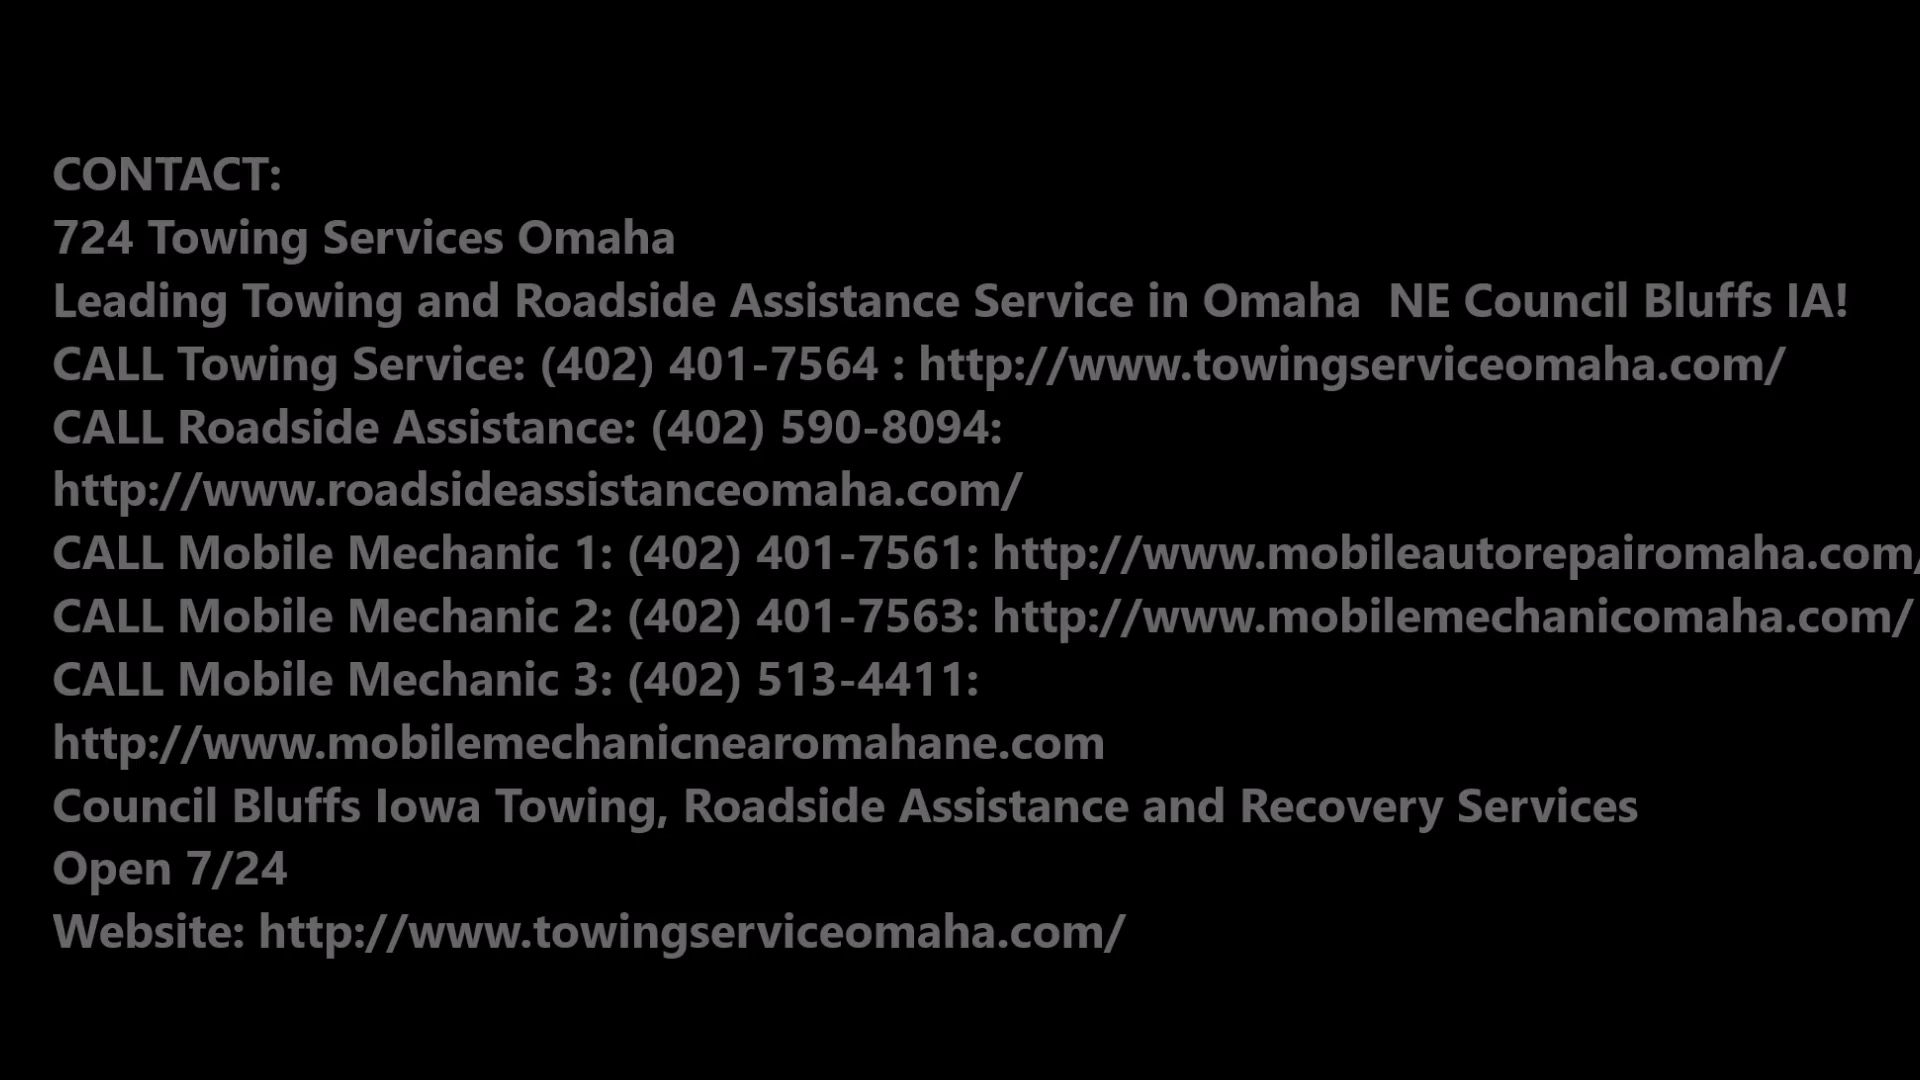 CONTACT:
724 Towing Services Omaha
Leading Towing and Roadside Assistance Service in Omaha  NE Council Bluffs IA!
CALL Towing Service: (402) 401-7564 : http://www.towingserviceomaha.com/
CALL Roadside Assistance: (402) 590-8094:
http://www.roadsideassistanceomaha.com/
CALL Mobile Mechanic 1: (402) 401-7561: http://www.mobileautorepairomaha.com/
CALL Mobile Mechanic 2: (402) 401-7563: http://www.mobilemechanicomaha.com/
CALL Mobile Mechanic 3: (402) 513-4411:
http://www.mobilemechanicnearomahane.com
Council Bluffs Iowa Towing, Roadside Assistance and Recovery Services
Open 7/24
Website: http://www.towingserviceomaha.com/